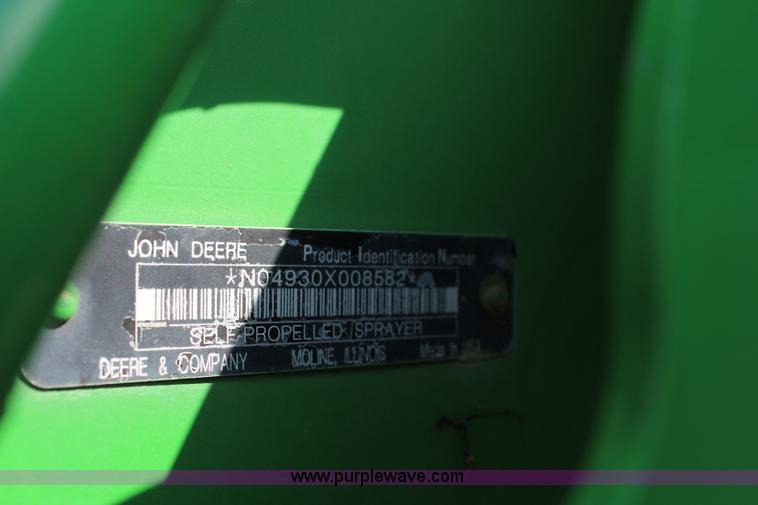 JOHN DEERE Product Identification Number
*N04930X008582*
SELF-PROPELLED SPRAYER
DEERE & COMPANY MOLINE, ILLINOIS Made in USA
www.purplewave.com